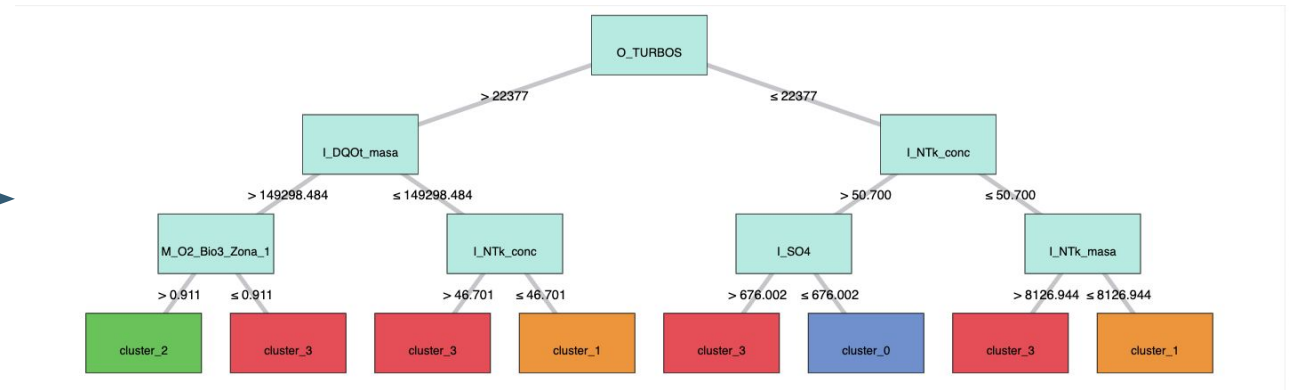 O_TURBOS
> 22377
≤ 22377
I_DQOt_masa
I_NTk_conc
> 149298.484
≤ 149298.484
> 50.700
≤ 50.700
M_O2_Bio3_Zona_1
I_NTk_conc
I_SO4
I_NTk_masa
> 0.911
≤ 0.911
> 46.701
≤ 46.701
> 676.002
≤ 676.002
> 8126.944
≤ 8126.944
cluster_2
cluster_3
cluster_3
cluster_1
cluster_3
cluster_0
cluster_3
cluster_1